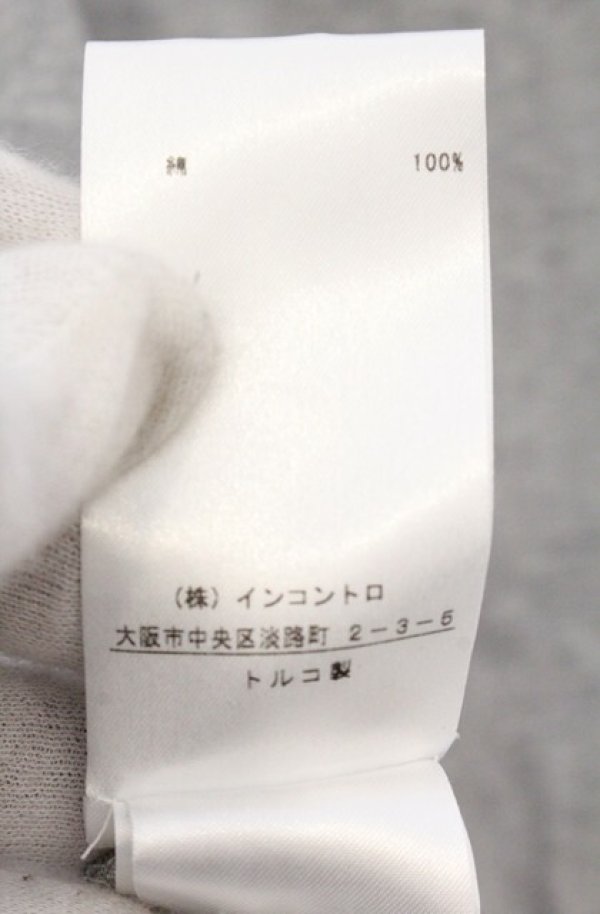 綿 100%
(株)インコントロ
大阪市中央区淡路町 2-3-5
トルコ製